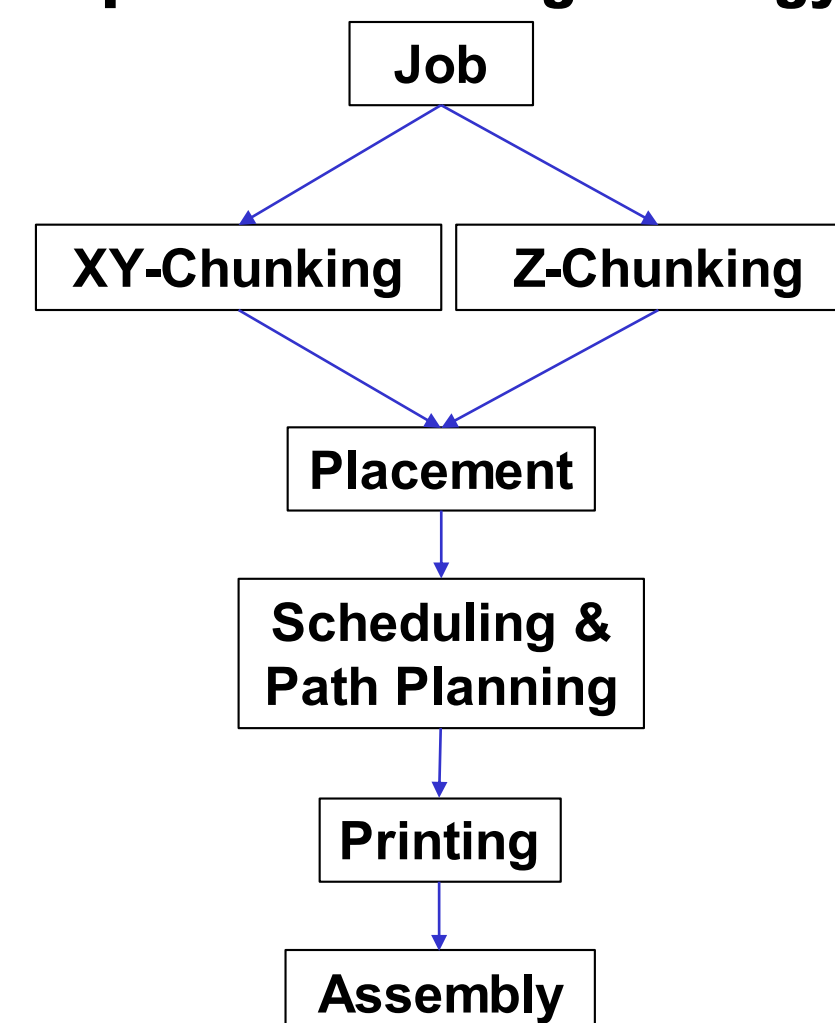 Job
XY-Chunking
Z-Chunking
Placement
Scheduling &
Path Planning
Printing
Assembly